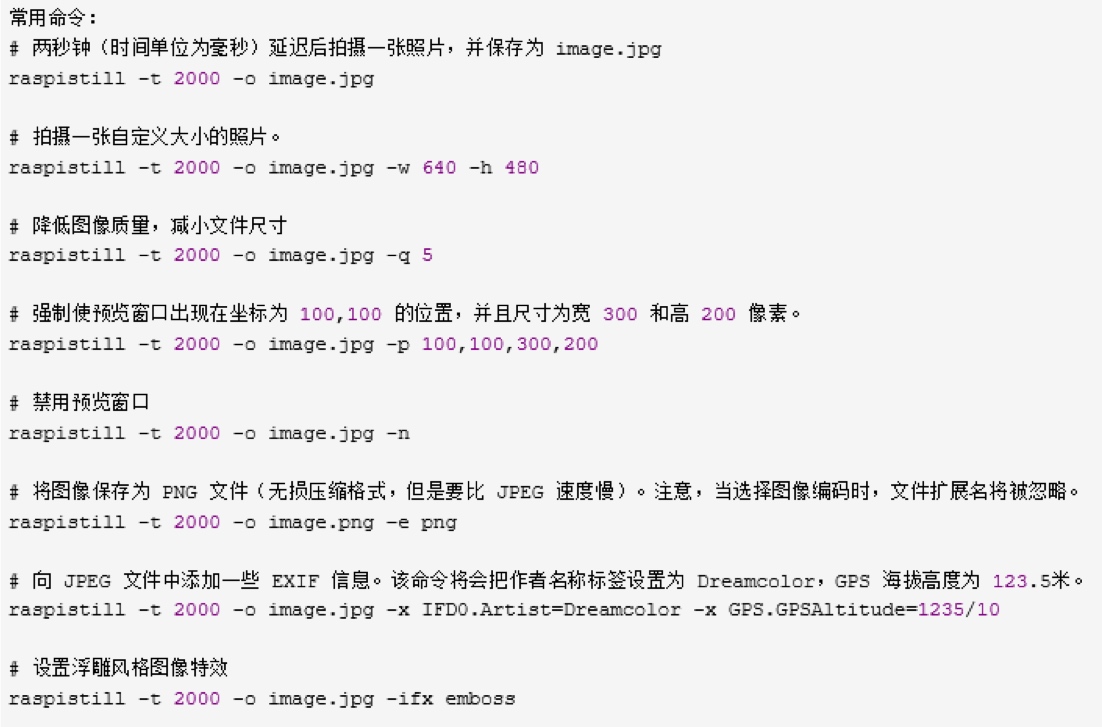 常用命令：
# 两秒钟（时间单位为毫秒）延迟后拍摄一张照片，并保存为 image.jpg
raspistill -t 2000 -o image.jpg
# 拍摄一张自定义大小的照片。
raspistill -t 2000 -o image.jpg -w 640 -h 480
# 降低图像质量，减小文件尺寸
raspistill -t 2000 -o image.jpg -q 5
# 强制使预览窗口出现在坐标为 100,100 的位置，并且尺寸为宽 300 和高 200 像素。
raspistill -t 2000 -o image.jpg -p 100,100,300,200
# 禁用预览窗口
raspistill -t 2000 -o image.jpg -n
# 将图像保存为 PNG 文件（无损压缩格式，但是要比 JPEG 速度慢）。注意，当选择图像编码时，文件扩展名将被忽略。
raspistill -t 2000 -o image.png -e png
# 向 JPEG 文件中添加一些 EXIF 信息。该命令将会把作者名称标签设置为 Dreamcolor，GPS 海拔高度为 123.5米。
raspistill -t 2000 -o image.jpg -x IFD0.Artist=Dreamcolor -x GPS.GPSAltitude=1235/10
# 设置浮雕风格图像特效
raspistill -t 2000 -o image.jpg -ifx emboss